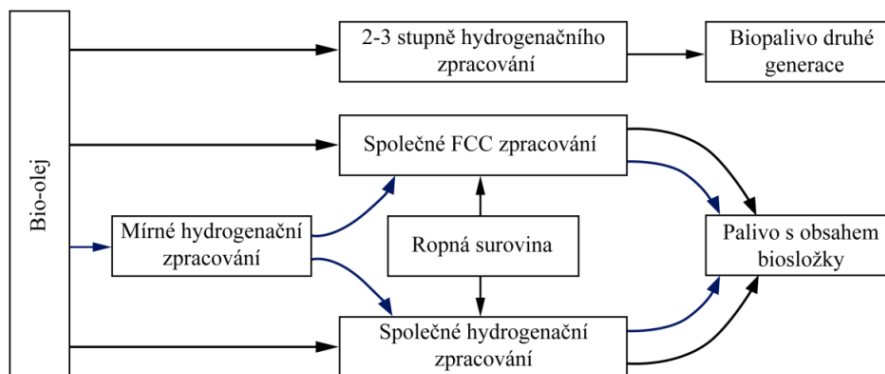 Bio-olej
2-3 stupně hydrogenačního
zpracování
Biopalivo druhé
generace
Společné FCC zpracování
Mírné hydrogenační
zpracování
Ropná surovina
Palivo s obsahem
biosložky
Společné hydrogenační
zpracování